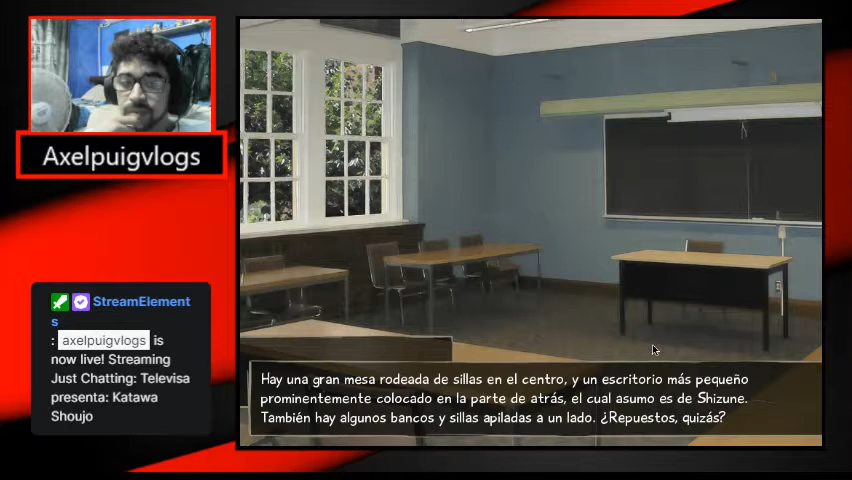 Axelpuigvlogs
StreamElement
s
: axelpuigvlogs is
now live! Streaming
Just Chatting: Televisa
presenta: Katawa
Shoujo
Hay una gran mesa rodeada de sillas en el centro, y un escritorio más pequeño
prominentemente colocado en la parte de atrás, el cual asumo es de Shizune.
También hay algunos bancos y sillas apiladas a un lado. ¿Repuestos, quizás?